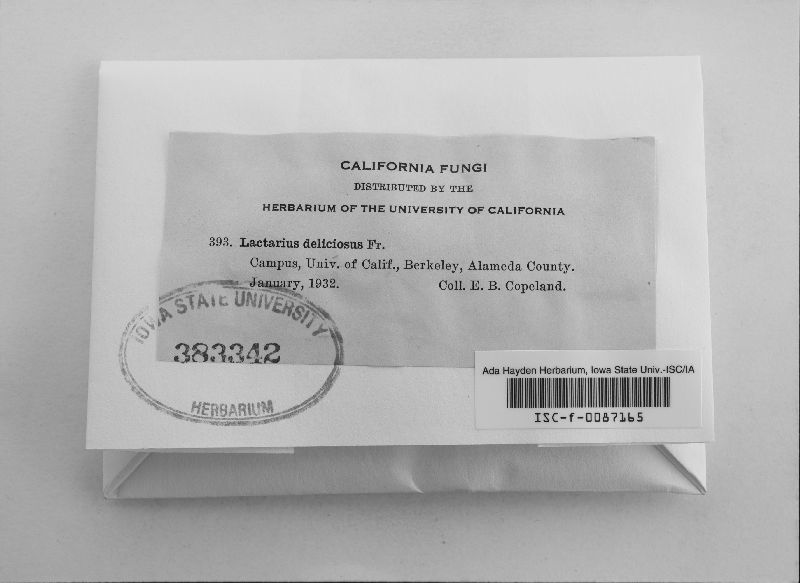 CALIFORNIA FUNGI
DISTRIBUTED BY THE
HERBARIUM OF THE UNIVERSITY OF CALIFORNIA
393. Lactarius deliciosus Fr.
Campus, Univ. of Calif., Berkeley, Alameda County.
January, 1932. Coll. E. B. Copeland.
IOWA STATE UNIVERSITY
383342
HERBARIUM
Ada Hayden Herbarium, Iowa State Univ.-ISC/IA
ISC-f-0087165